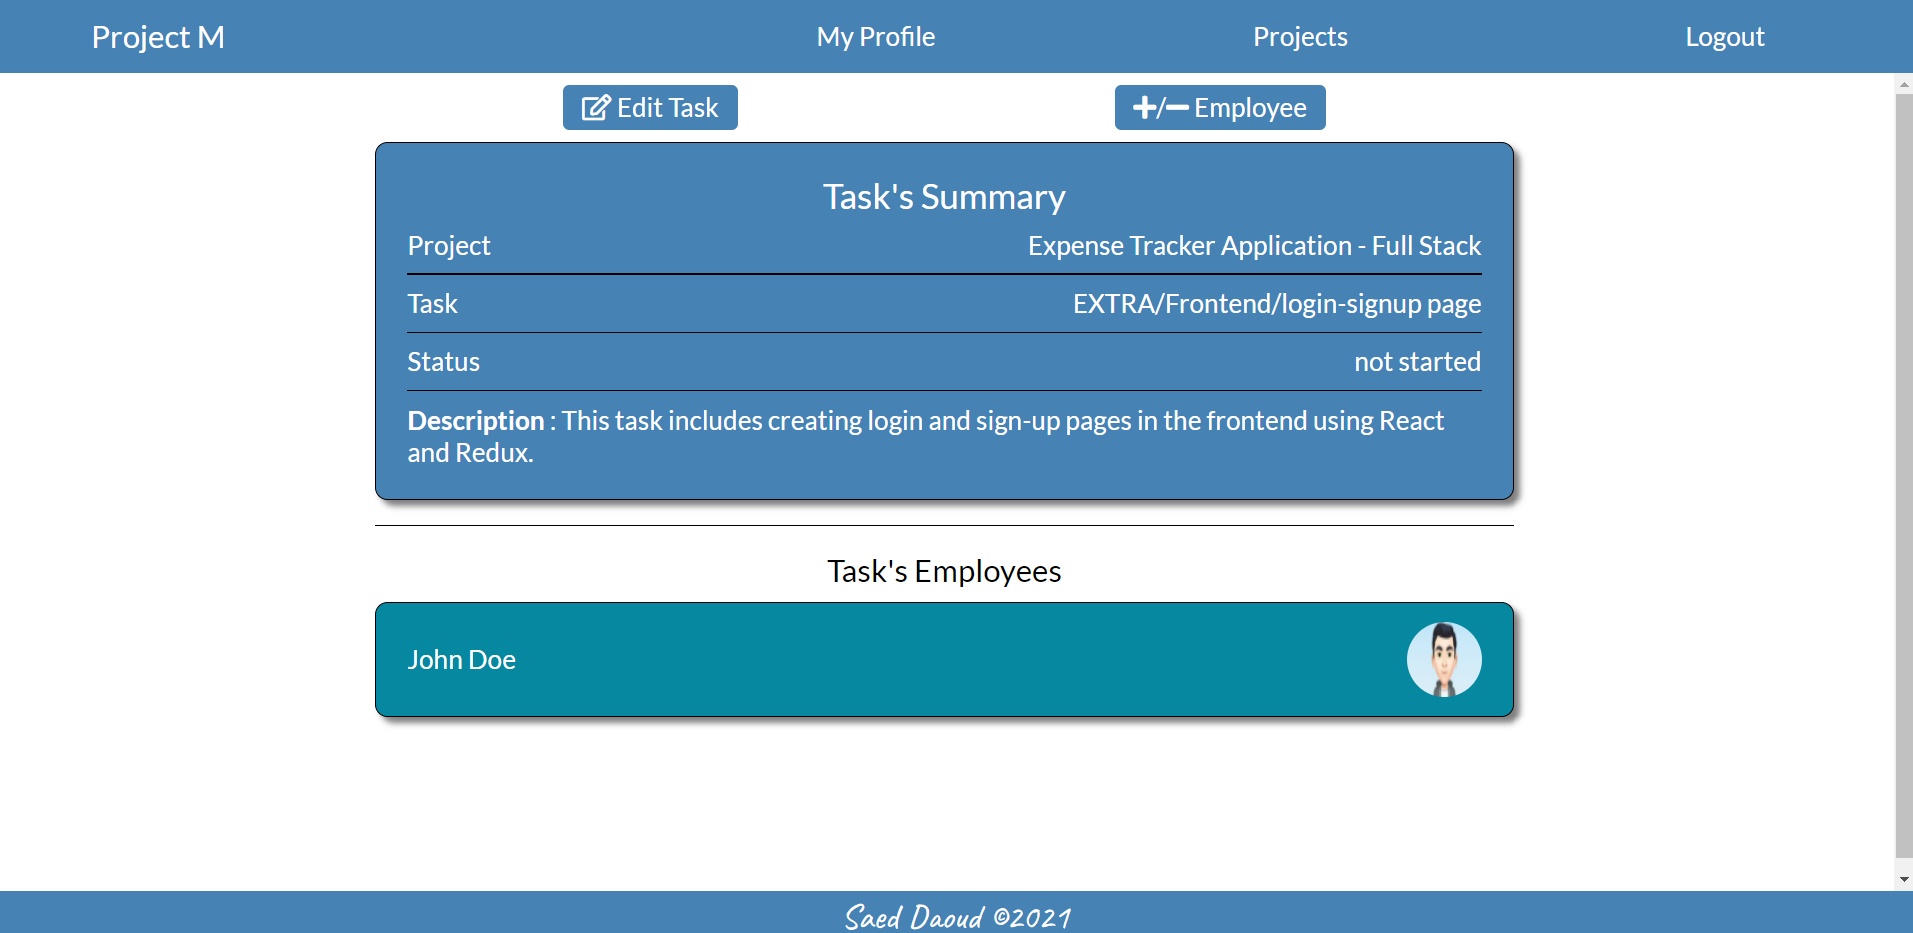 Project M My Profile Projects Logout
Edit Task +/- Employee
Task's Summary
Project Expense Tracker Application - Full Stack
Task EXTRA/Frontend/login-signup page
Status not started
Description : This task includes creating login and sign-up pages in the frontend using React
and Redux.
Task's Employees
John Doe
Saed Daoud ©2021